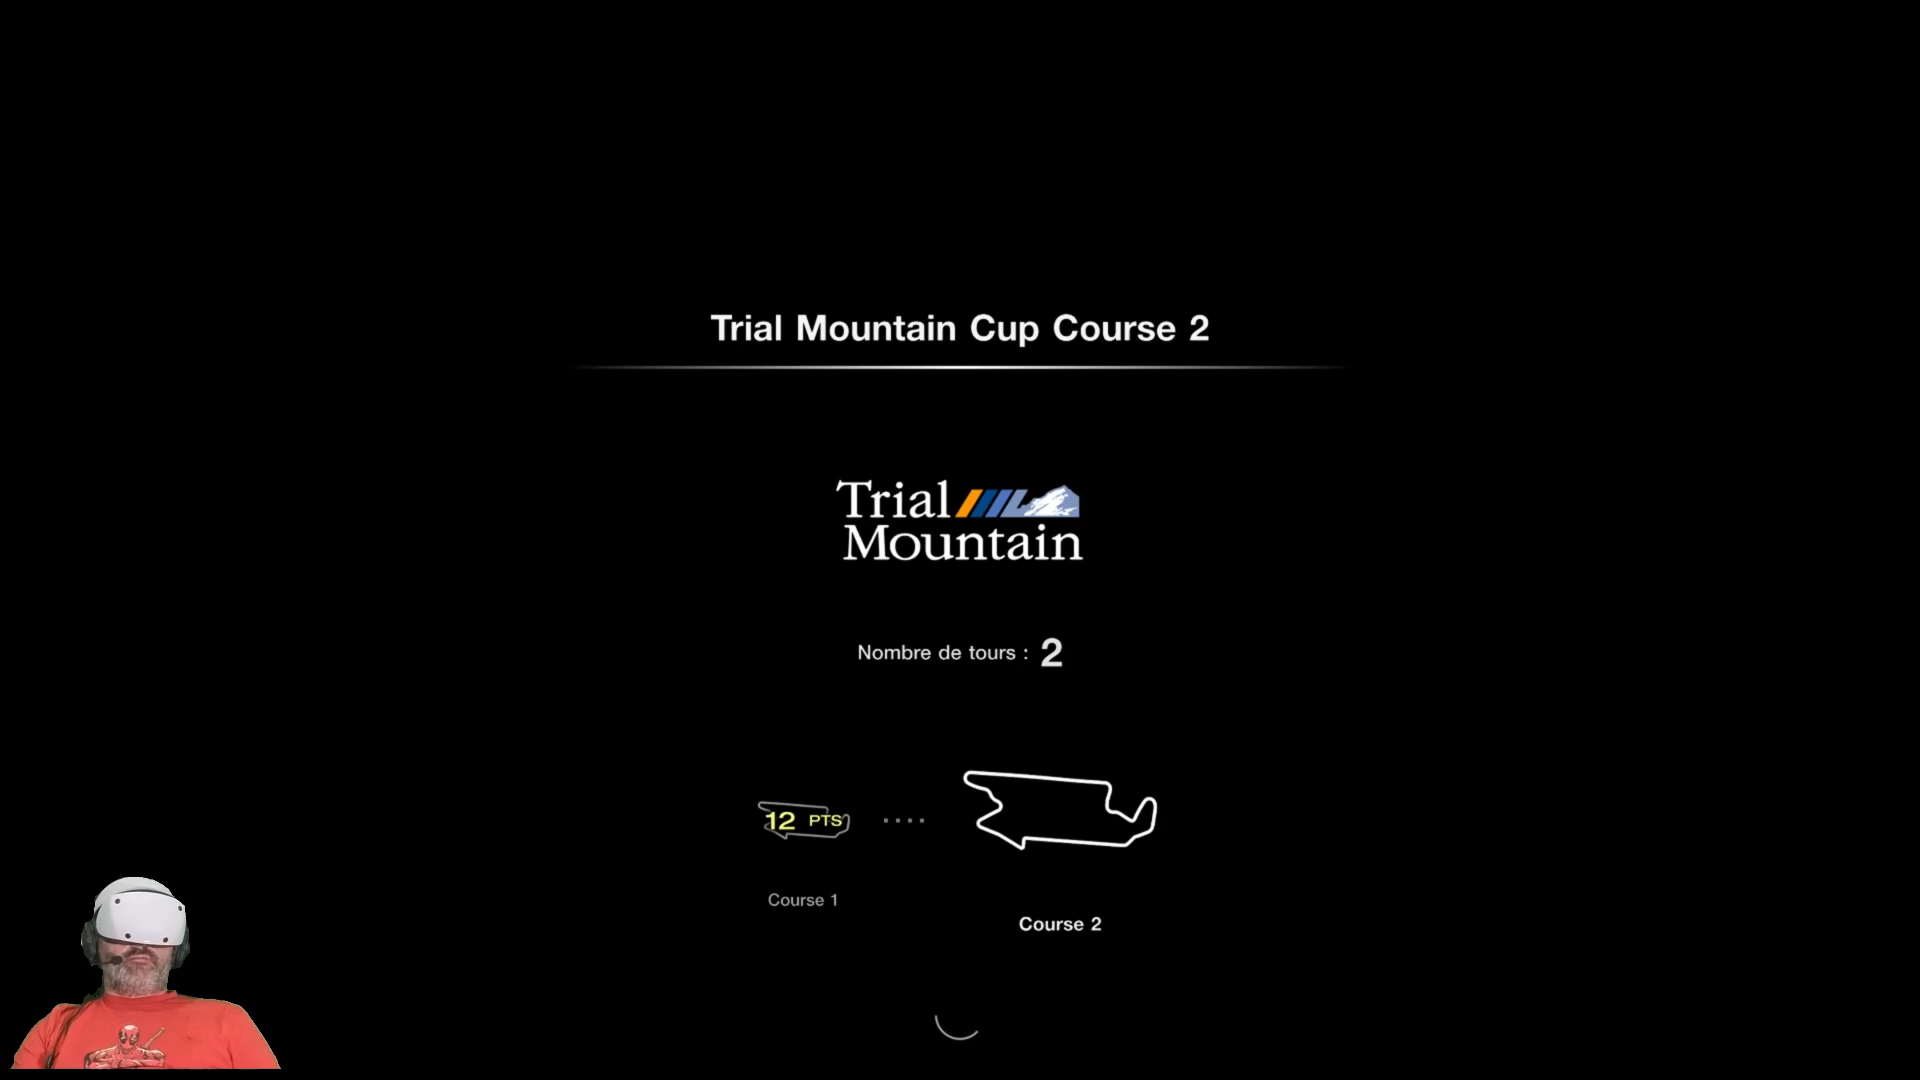 Trial Mountain Cup Course 2
Trial
Mountain
Nombre de tours : 2
12 PTS
Course 1
Course 2